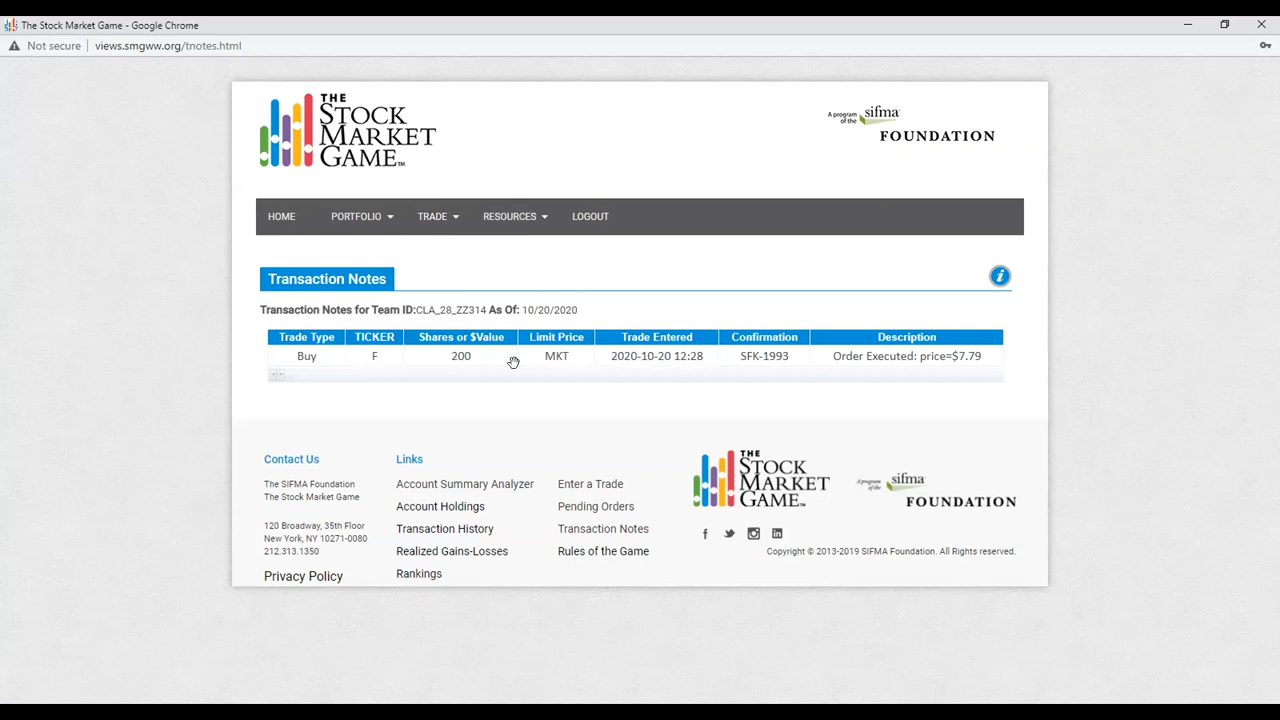 The Stock Market Game - Google Chrome
Not secure views.smgww.org/tnotes.html
THE
STOCK
MARKET
GAME™
A program
of the
sifma
FOUNDATION
HOME PORTFOLIO TRADE RESOURCES LOGOUT
Transaction Notes
i
Transaction Notes for Team ID:CLA_28_ZZ314 As Of: 10/20/2020
Trade Type TICKER Shares or $Value Limit Price Trade Entered Confirmation Description
Buy F 200 MKT 2020-10-20 12:28 SFK-1993 Order Executed: price=$7.79
Contact Us
The SIFMA Foundation
The Stock Market Game
120 Broadway, 35th Floor
New York, NY 10271-0080
212.313.1350
Privacy Policy
Links
Account Summary Analyzer
Account Holdings
Transaction History
Realized Gains-Losses
Rankings
Enter a Trade
Pending Orders
Transaction Notes
Rules of the Game
THE
STOCK
MARKET
GAME™
A program
of the
sifma
FOUNDATION
Copyright © 2013-2019 SIFMA Foundation. All Rights reserved.